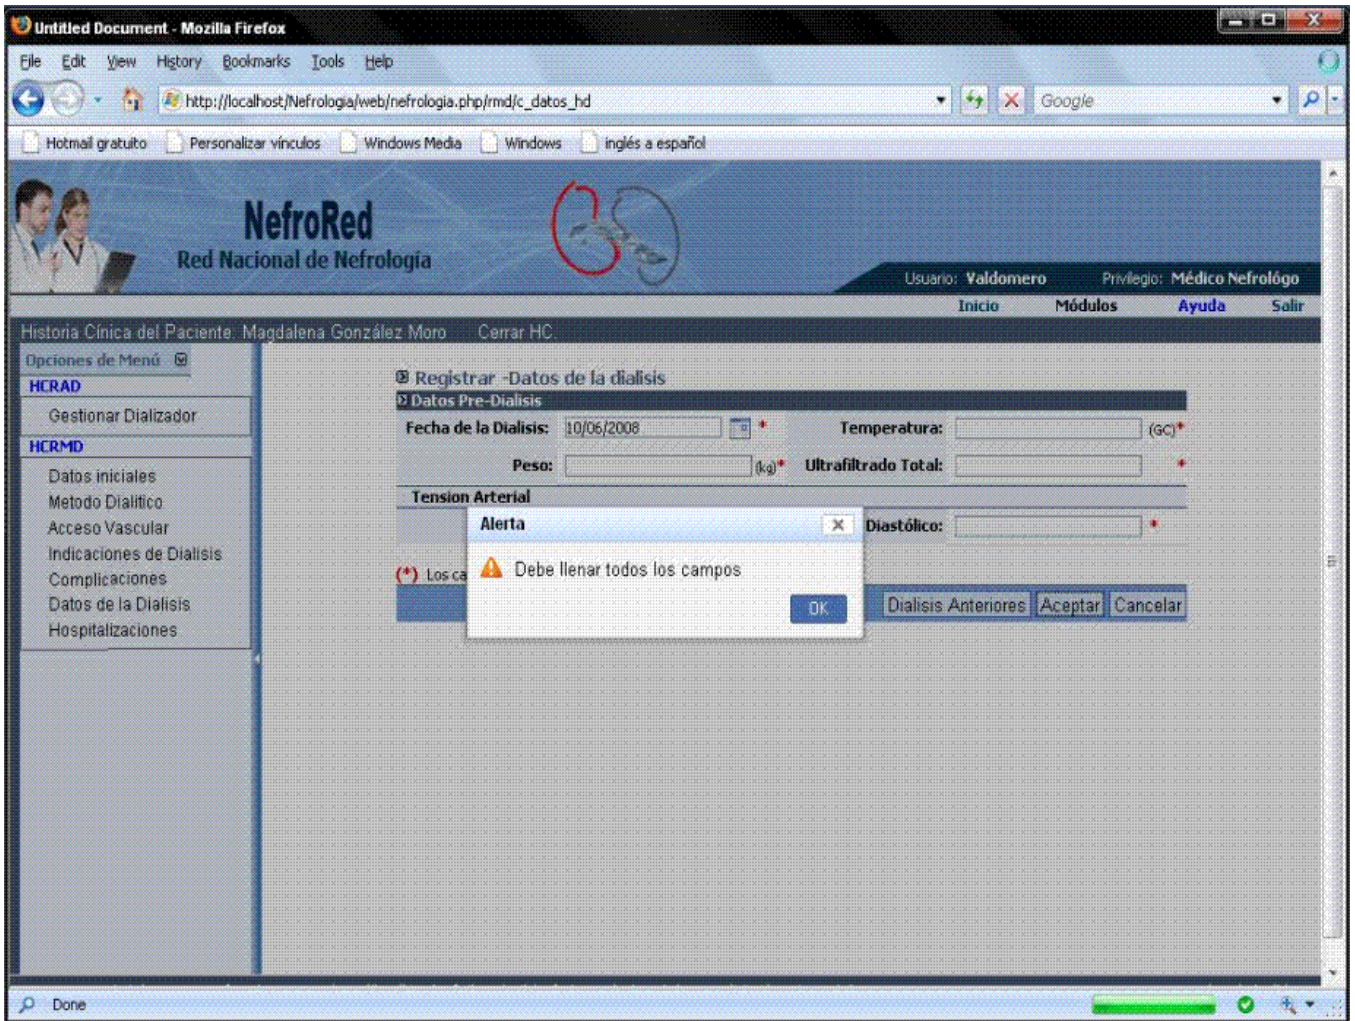 Untitled Document - Mozilla Firefox
File Edit View History Bookmarks Tools Help
http://localhost/Nefrologia/web/nefrologia.php/rmd/c_datos_hd Google
Hotmail gratuito Personalizar vínculos Windows Media Windows inglés a español
NefroRed
Red Nacional de Nefrología
Usuario: Valdomero Privilegio: Médico Nefrológo
Inicio Módulos Ayuda Salir
Historia Cínica del Paciente: Magdalena González Moro Cerrar HC.
Opciones de Menú
HCRAD
Gestionar Dializador
HCRMD
Datos iniciales
Metodo Dialitico
Acceso Vascular
Indicaciones de Dialisis
Complicaciones
Datos de la Dialisis
Hospitalizaciones
Registrar -Datos de la dialisis
Datos Pre-Dialisis
Fecha de la Dialisis: 10/06/2008 * Temperatura: (GC)*
Peso: (kg)* Ultrafiltrado Total: *
Tension Arterial
Diastólico: *
Alerta
Debe llenar todos los campos
OK
(*) Los ca
Dialisis Anteriores Aceptar Cancelar
Done